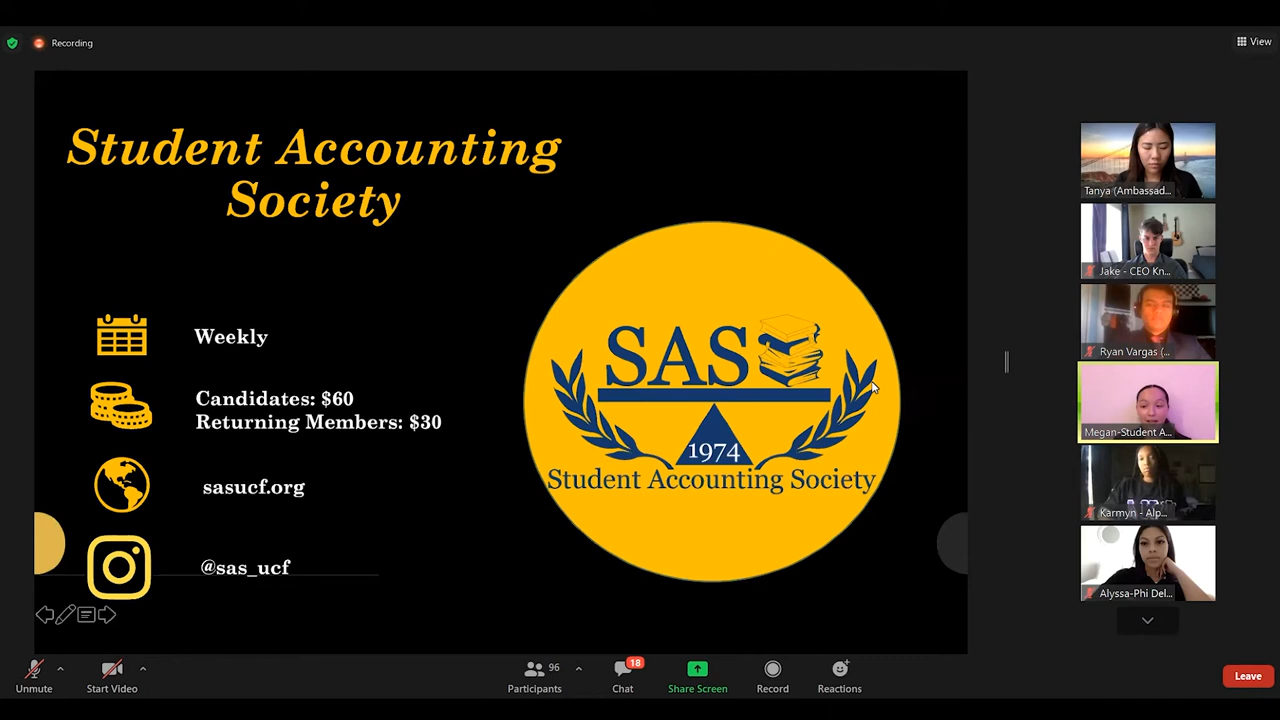 Recording
View
Student Accounting
Society
Weekly
Candidates: $60
Returning Members: $30
sasucf.org
@sas_ucf
SAS
1974
Student Accounting Society
Tanya (Ambassad...
Jake - CEO Kn...
Ryan Vargas (...
Megan-Student A...
Karmyn - Alp...
Alyssa-Phi Del...
Unmute
Start Video
96
Participants
18
Chat
Share Screen
Record
Reactions
Leave